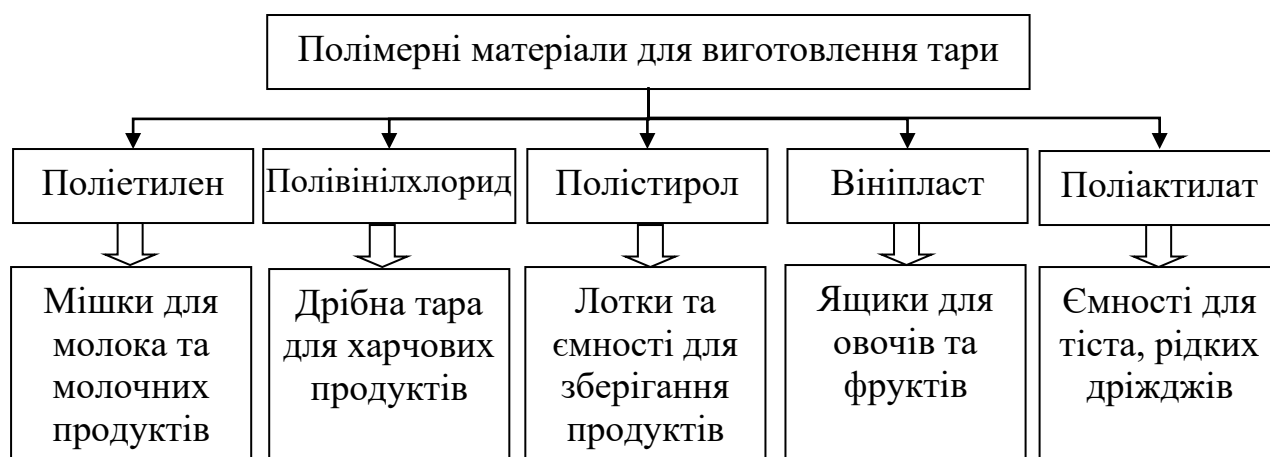 Полімерні матеріали для виготовлення тари
Поліетилен
Полівінілхлорид
Полістирол
Вініпласт
Поліактилат
Мішки для
молока та
молочних
продуктів
Дрібна тара
для харчових
продуктів
Лотки та
ємності для
зберігання
продуктів
Ящики для
овочів та
фруктів
Ємності для
тіста, рідких
дріжджів